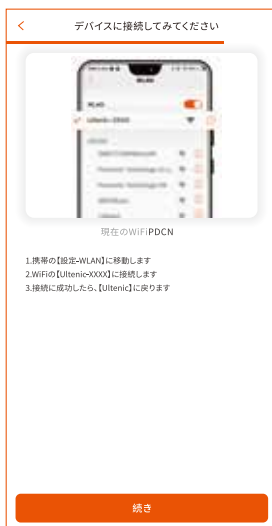 デバイスに接続してみてください
WLAN
WLAN
Ultenic-XXXX
現在のWiFiPDCN
1.携帯の【設定-WLAN】に移動します
2.WiFiの【Ultenic-XXXX】に接続します
3.接続に成功したら、【Ultenic】に戻ります
続き